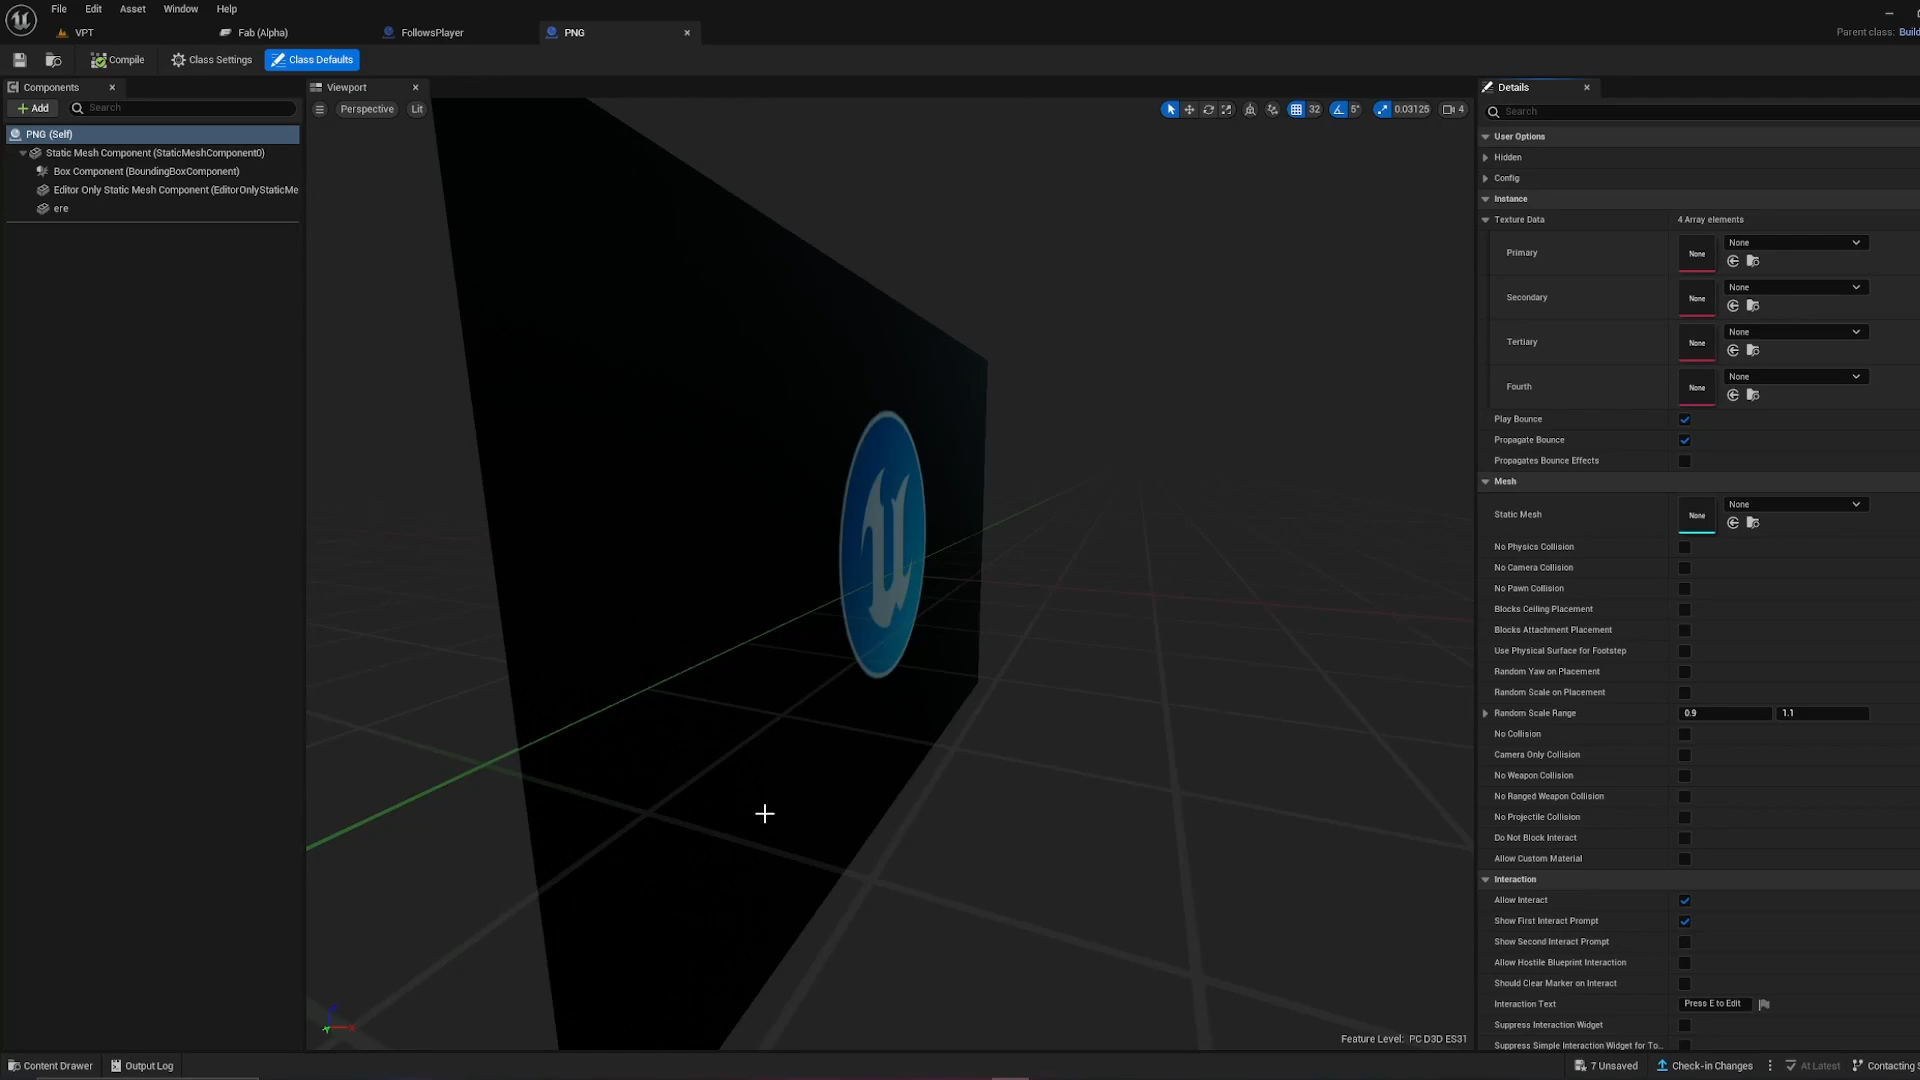 File Edit Asset Window Help
VPT Fab (Alpha) FollowsPlayer PNG
Parent class: Build
Compile Class Settings Class Defaults
Components
Add Search
PNG (Self)
Static Mesh Component (StaticMeshComponent0)
Box Component (BoundingBoxComponent)
Editor Only Static Mesh Component (EditorOnlyStaticMe
ere
Viewport
Perspective Lit
32 5° 0.03125 4
Feature Level: PC D3D ES31
Details
Search
User Options
Hidden
Config
Instance
Texture Data 4 Array elements
Primary None None
Secondary None None
Tertiary None None
Fourth None None
Play Bounce
Propagate Bounce
Propagates Bounce Effects
Mesh
Static Mesh None None
No Physics Collision
No Camera Collision
No Pawn Collision
Blocks Ceiling Placement
Blocks Attachment Placement
Use Physical Surface for Footstep
Random Yaw on Placement
Random Scale on Placement
Random Scale Range 0.9 1.1
No Collision
Camera Only Collision
No Weapon Collision
No Ranged Weapon Collision
No Projectile Collision
Do Not Block Interact
Allow Custom Material
Interaction
Allow Interact
Show First Interact Prompt
Show Second Interact Prompt
Allow Hostile Blueprint Interaction
Should Clear Marker on Interact
Interaction Text Press E to Edit
Suppress Interaction Widget
Suppress Simple Interaction Widget for To...
Content Drawer Output Log
7 Unsaved Check-in Changes At Latest Contacting S